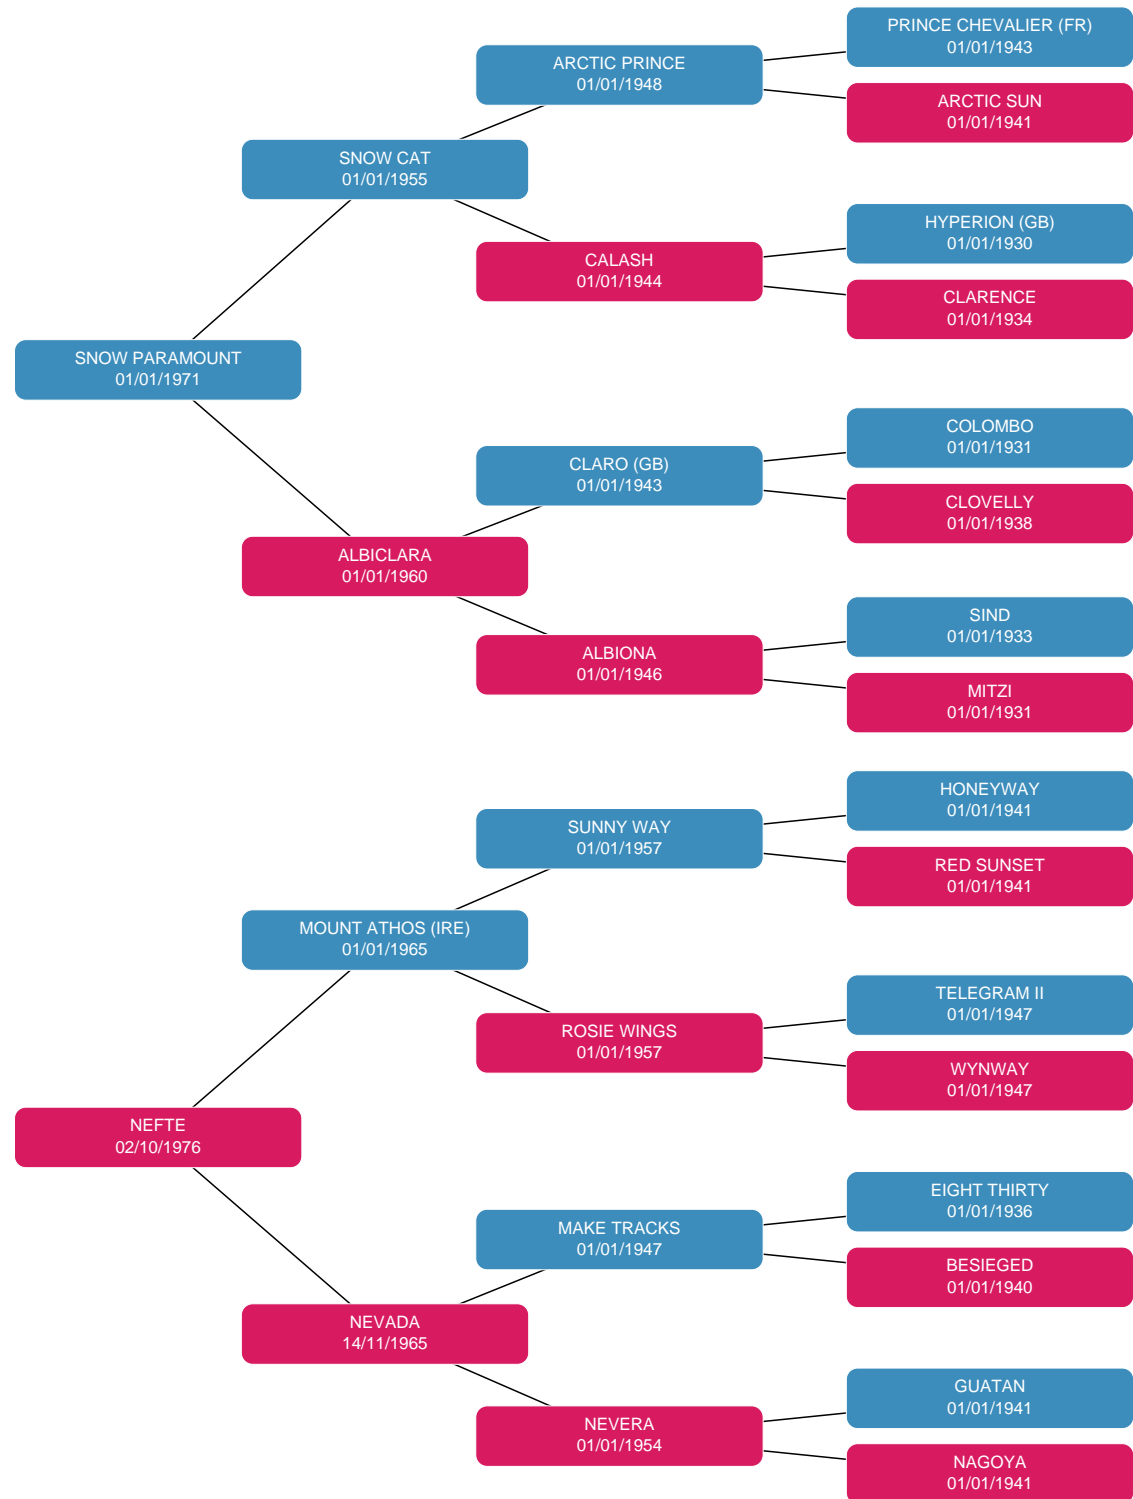 PRINCE CHEVALIER (FR)
01/01/1943
ARCTIC PRINCE
01/01/1948
ARCTIC SUN
01/01/1941
SNOW CAT
01/01/1955
HYPERION (GB)
01/01/1930
CALASH
01/01/1944
CLARENCE
01/01/1934
SNOW PARAMOUNT
01/01/1971
COLOMBO
01/01/1931
CLARO (GB)
01/01/1943
CLOVELLY
01/01/1938
ALBICLARA
01/01/1960
SIND
01/01/1933
ALBIONA
01/01/1946
MITZI
01/01/1931
HONEYWAY
01/01/1941
SUNNY WAY
01/01/1957
RED SUNSET
01/01/1941
MOUNT ATHOS (IRE)
01/01/1965
TELEGRAM II
01/01/1947
ROSIE WINGS
01/01/1957
WYNWAY
01/01/1947
NEFTE
02/10/1976
EIGHT THIRTY
01/01/1936
MAKE TRACKS
01/01/1947
BESIEGED
01/01/1940
NEVADA
14/11/1965
GUATAN
01/01/1941
NEVERA
01/01/1954
NAGOYA
01/01/1941